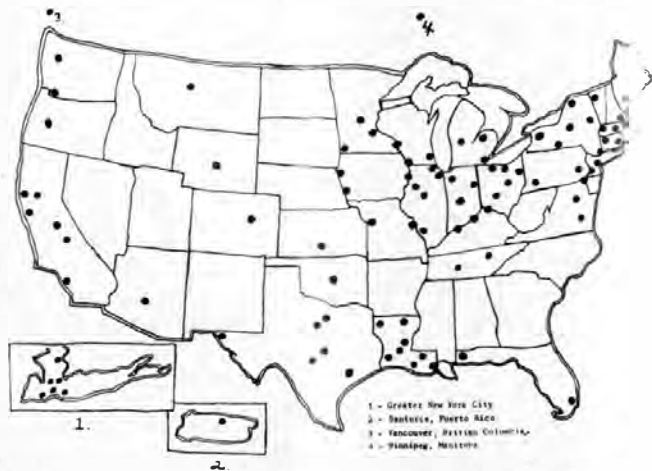 3.
4.
1.
2.
1 - Greater New York City
2 - Santurce, Puerto Rico
3 - Vancouver, British Columbia.
4 - Winnipeg, Manitoba